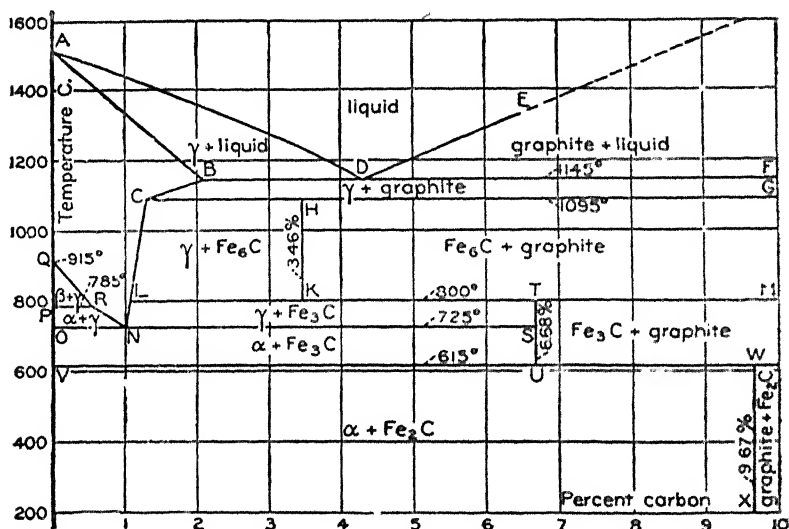 1600
A
1400
Temperature C.
liquid
E
γ + liquid
graphite + liquid
1200
B
D
1145°
F
γ + graphite
G
C
1095°
H
1000
γ + Fe₆C
3.46%
Fe₆C + graphite
Q
915°
785°
L
K
800°
T
M
800
β+γ
R
P
α+γ
γ + Fe₃C
725°
6.68%
Fe₃C + graphite
O
N
S
α + Fe₃C
615°
W
600
V
U
400
α + Fe₂C
9.67%
graphite + Fe₂C
Percent carbon
X
200
1 2 3 4 5 6 7 8 9 10